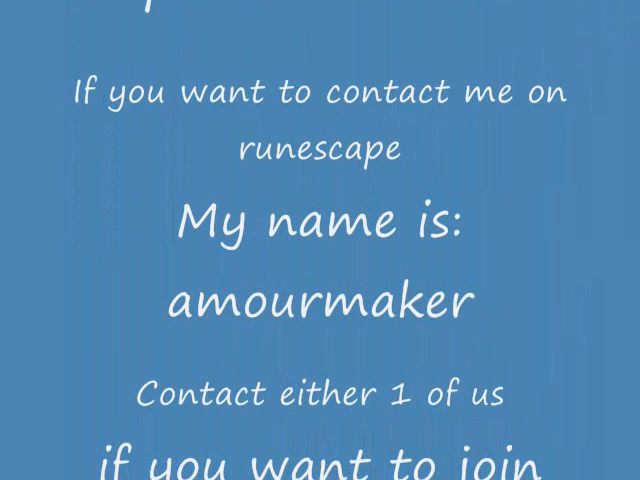 If you want to contact me on
runescape
My name is:
amourmaker
Contact either 1 of us
if you want to join